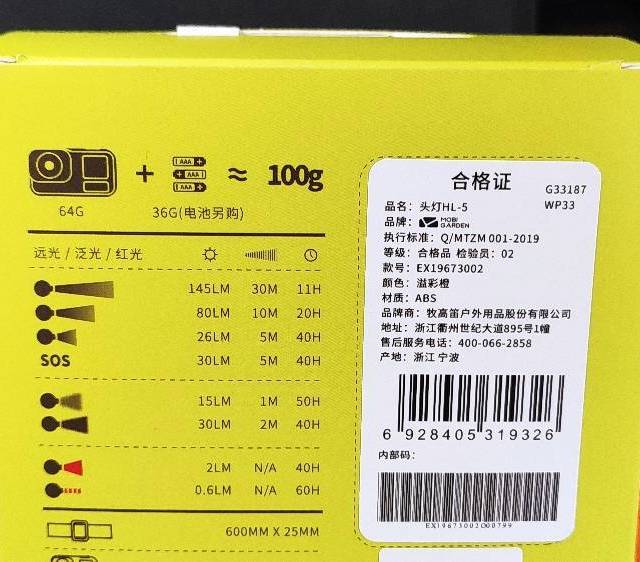 AAA
AAA
AAA
+
≈
100g
64G
36G(电池另购)
远光 / 泛光 / 红光
145LM 30M 11H
80LM 10M 20H
26LM 5M 40H
SOS 30LM 5M 40H
15LM 1M 50H
30LM 2M 40H
2LM N/A 40H
0.6LM N/A 60H
600MM X 25MM
合格证
G33187
WP33
品名：头灯HL-5
品牌：MOBI GARDEN
执行标准：Q/MTZM 001-2019
等级：合格品 检验员：02
款号：EX19673002
颜色：溢彩橙
材质：ABS
品牌商：牧高笛户外用品股份有限公司
地址：浙江衢州世纪大道895号1幢
售后服务电话：400-066-2858
产地：浙江 宁波
6 928405 319326
内部码：
EX19673002000799